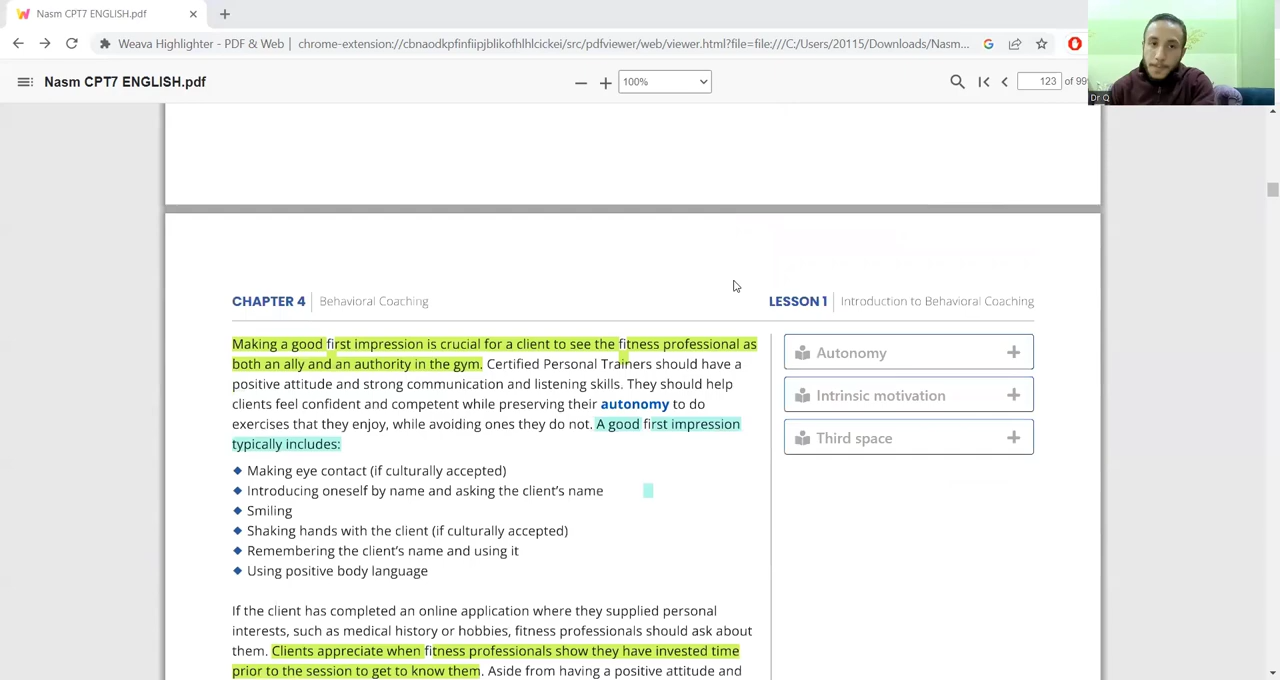 Nasm CPT7 ENGLISH.pdf
Weava Highlighter - PDF & Web | chrome-extension://cbnaodkpfinfiipjblikofhlhlcickei/src/pdfviewer/web/viewer.html?file=file:///C:/Users/20115/Downloads/Nasm...
Nasm CPT7 ENGLISH.pdf
100%
123 of 99
Dr Q
CHAPTER 4 | Behavioral Coaching
LESSON 1 | Introduction to Behavioral Coaching
Making a good first impression is crucial for a client to see the fitness professional as
both an ally and an authority in the gym. Certified Personal Trainers should have a
positive attitude and strong communication and listening skills. They should help
clients feel confident and competent while preserving their autonomy to do
exercises that they enjoy, while avoiding ones they do not. A good first impression
typically includes:
◆ Making eye contact (if culturally accepted)
◆ Introducing oneself by name and asking the client's name
◆ Smiling
◆ Shaking hands with the client (if culturally accepted)
◆ Remembering the client's name and using it
◆ Using positive body language
If the client has completed an online application where they supplied personal
interests, such as medical history or hobbies, fitness professionals should ask about
them. Clients appreciate when fitness professionals show they have invested time
prior to the session to get to know them. Aside from having a positive attitude and
Autonomy
Intrinsic motivation
Third space